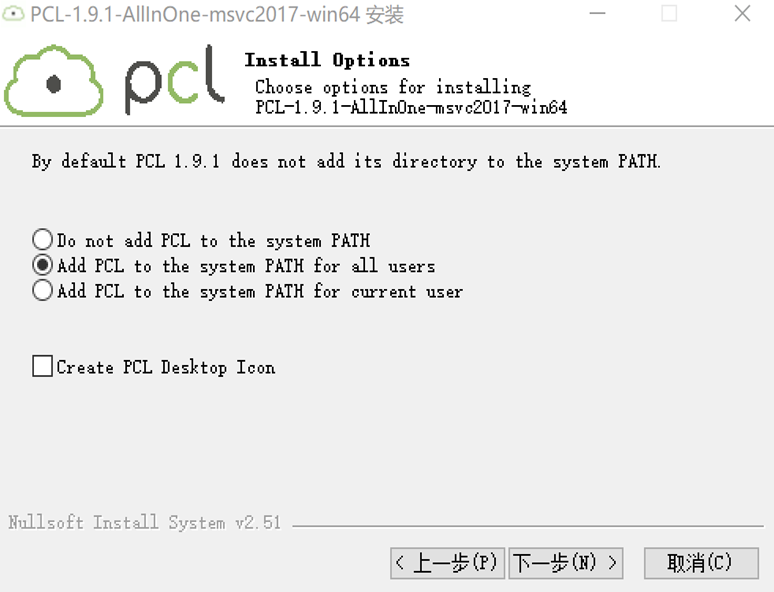 PCL-1.9.1-AllInOne-msvc2017-win64 安装
pcl
Install Options
Choose options for installing
PCL-1.9.1-AllInOne-msvc2017-win64
By default PCL 1.9.1 does not add its directory to the system PATH.
Do not add PCL to the system PATH
Add PCL to the system PATH for all users
Add PCL to the system PATH for current user
Create PCL Desktop Icon
Nullsoft Install System v2.51
< 上一步(P) 下一步(N) > 取消(C)